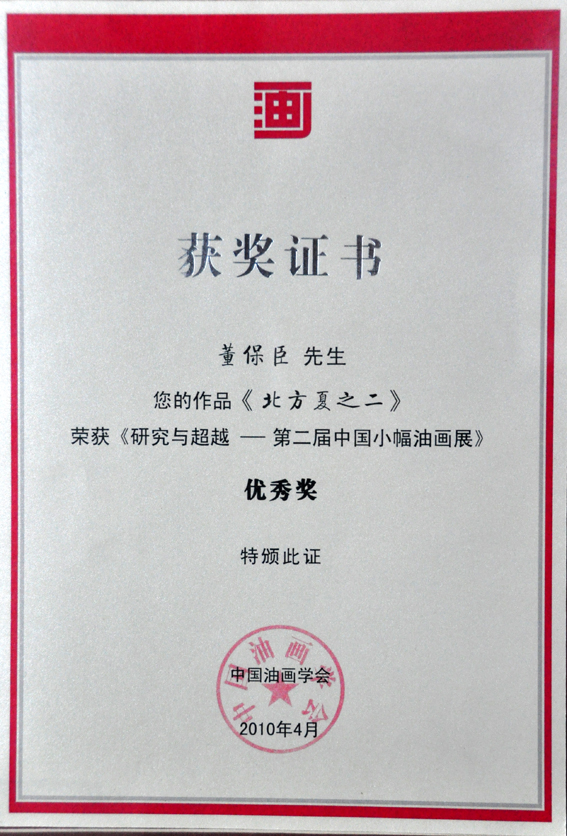 油画
获奖证书
董保臣 先生
您的作品《北方夏之二》
荣获《研究与超越 — 第二届中国小幅油画展》
优秀奖
特颁此证
中国油画学会
中国油画学会
2010年4月